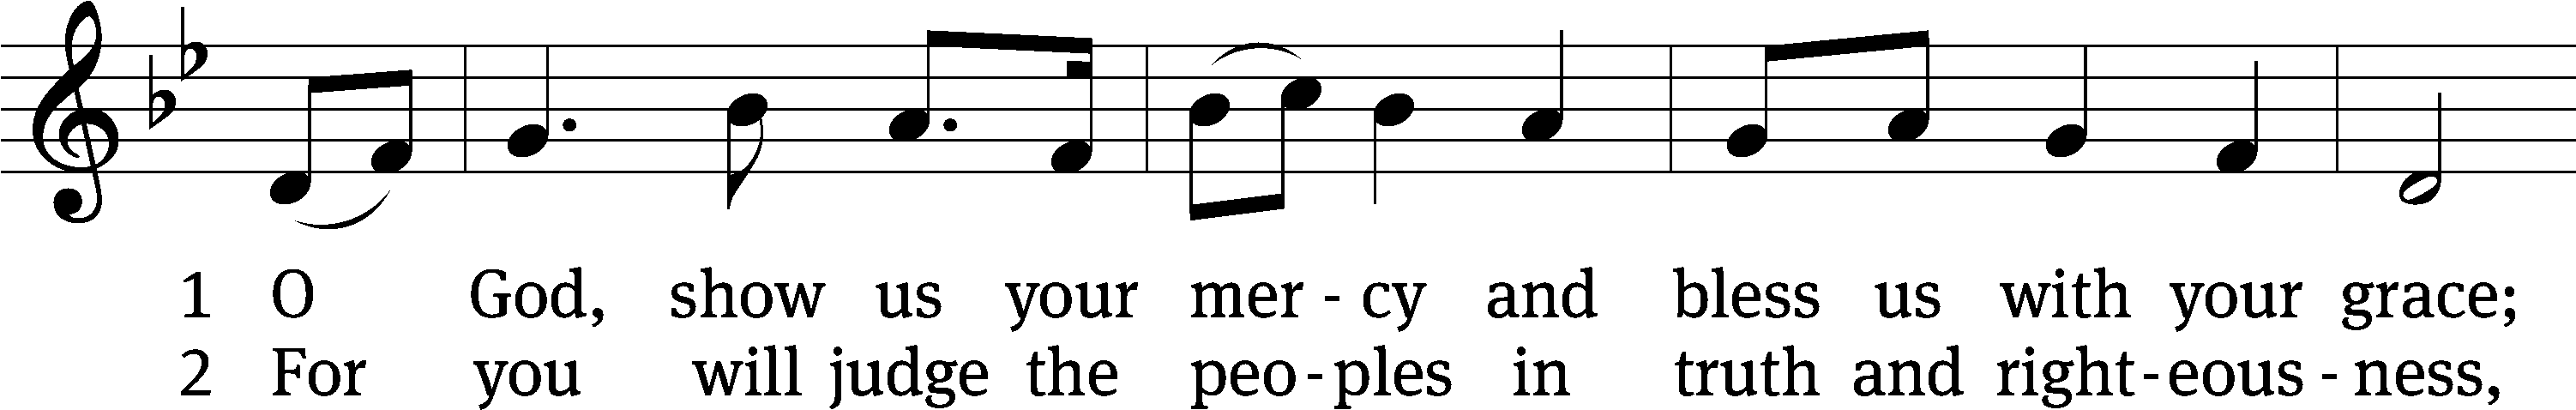 1 O God, show us your mer - cy and bless us with your grace;
2 For you will judge the peo - ples in truth and right - eous - ness,